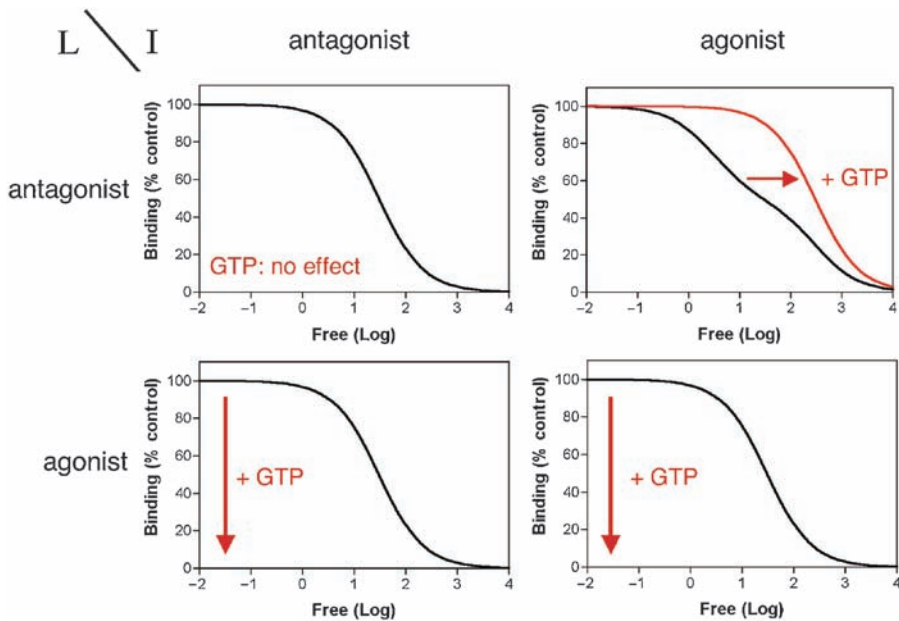 L \ I
antagonist
agonist
antagonist
Binding (% control)
100
80
60
40
20
0
GTP: no effect
−2 −1 0 1 2 3 4
Free (Log)
Binding (% control)
100
80
60
40
20
0
+ GTP
−2 −1 0 1 2 3 4
Free (Log)
agonist
Binding (% control)
100
80
60
40
20
0
+ GTP
−2 −1 0 1 2 3 4
Free (Log)
Binding (% control)
100
80
60
40
20
0
+ GTP
−2 −1 0 1 2 3 4
Free (Log)